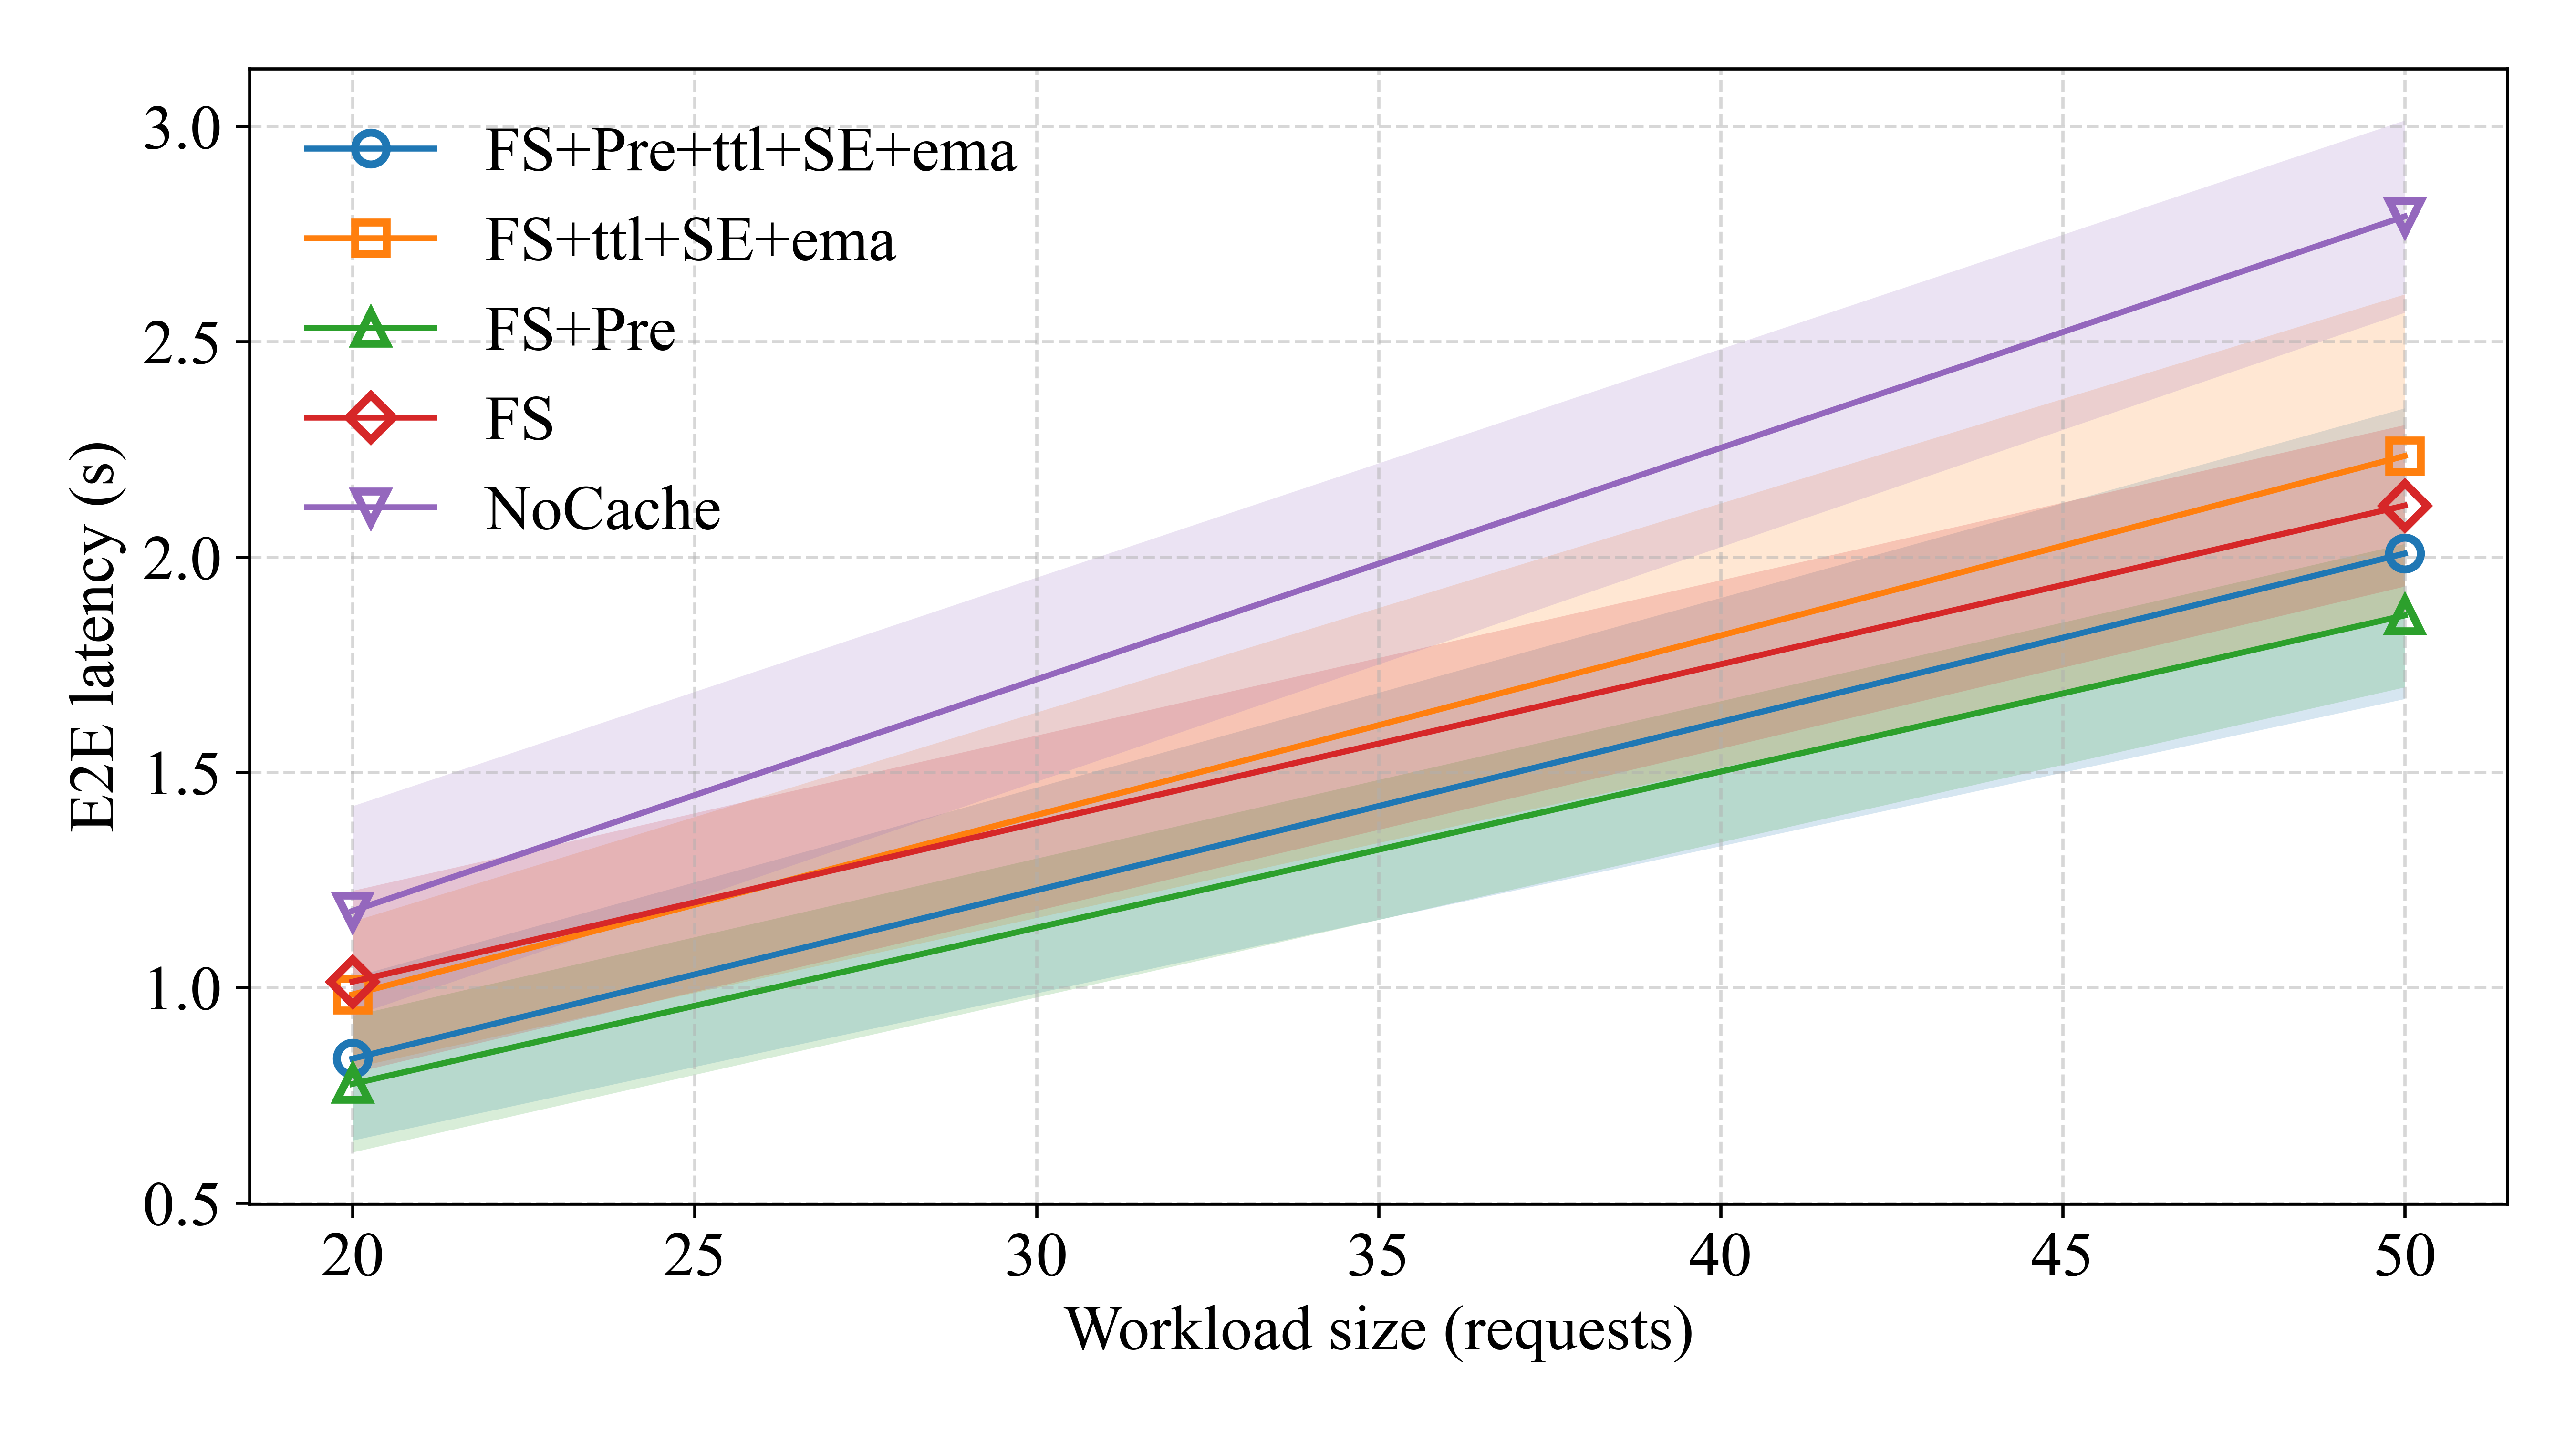 FS+Pre+ttl+SE+ema
FS+ttl+SE+ema
FS+Pre
FS
NoCache
3.0
2.5
2.0
1.5
1.0
0.5
E2E latency (s)
20 25 30 35 40 45 50
Workload size (requests)